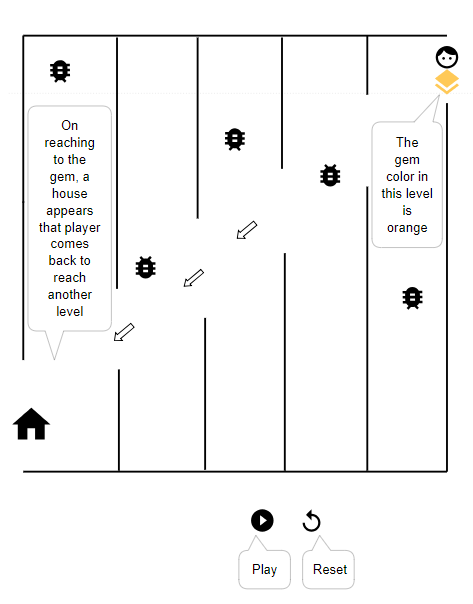 On
reaching
to the
gem, a
house
appears
that player
comes
back to
reach
another
level
The
gem
color in
this level
is
orange
Play
Reset